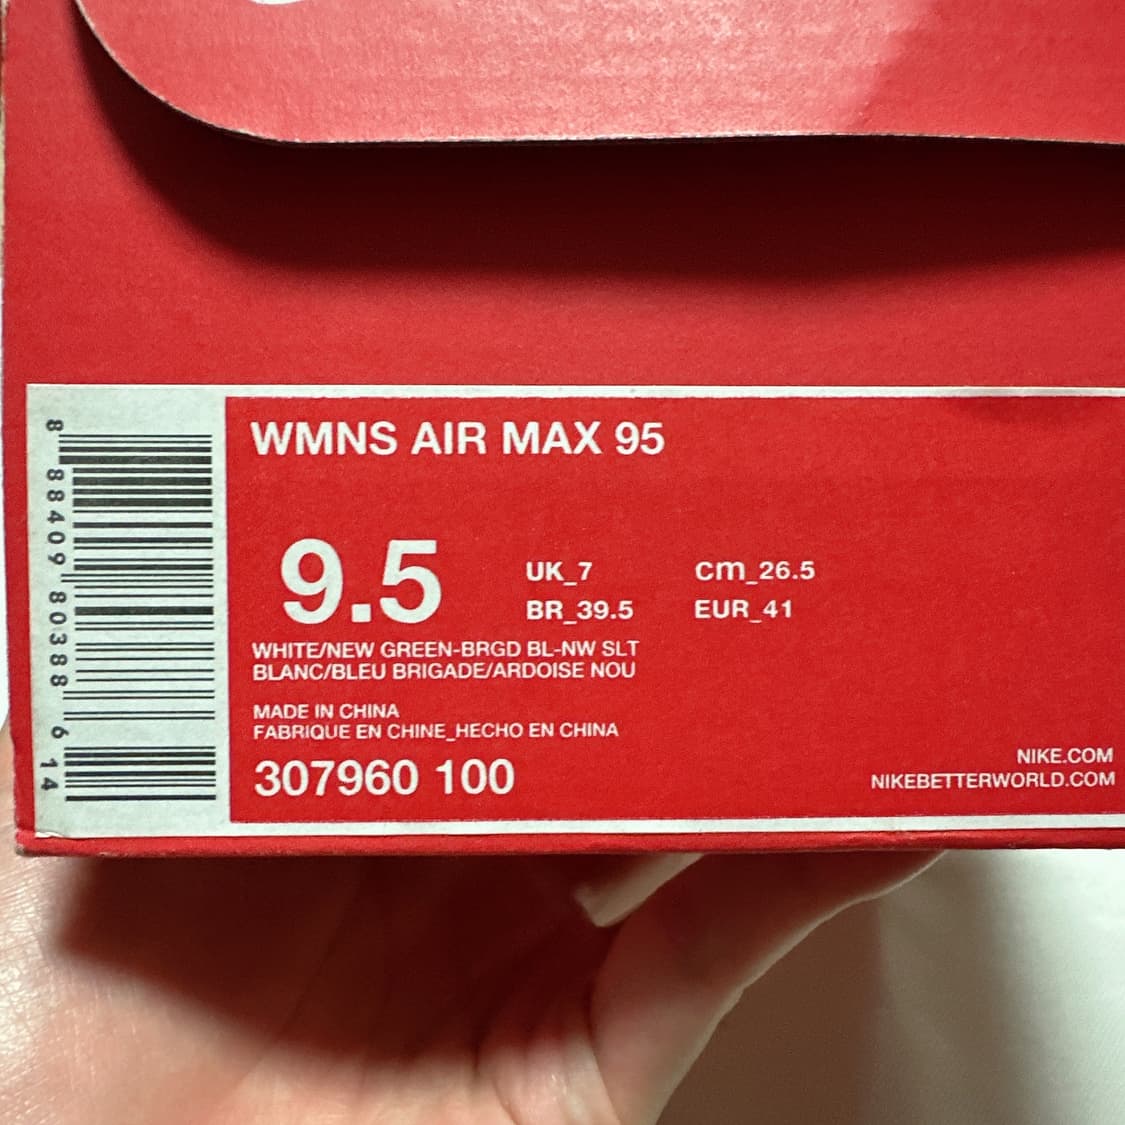 WMNS AIR MAX 95
9.5
UK_7
cm_26.5
BR_39.5
EUR_41
WHITE/NEW GREEN-BRGD BL-NW SLT
BLANC/BLEU BRIGADE/ARDOISE NOU
MADE IN CHINA
FABRIQUE EN CHINE_HECHO EN CHINA
307960 100
NIKE.COM
NIKEBETTERWORLD.COM
8 88409 80388 6 14